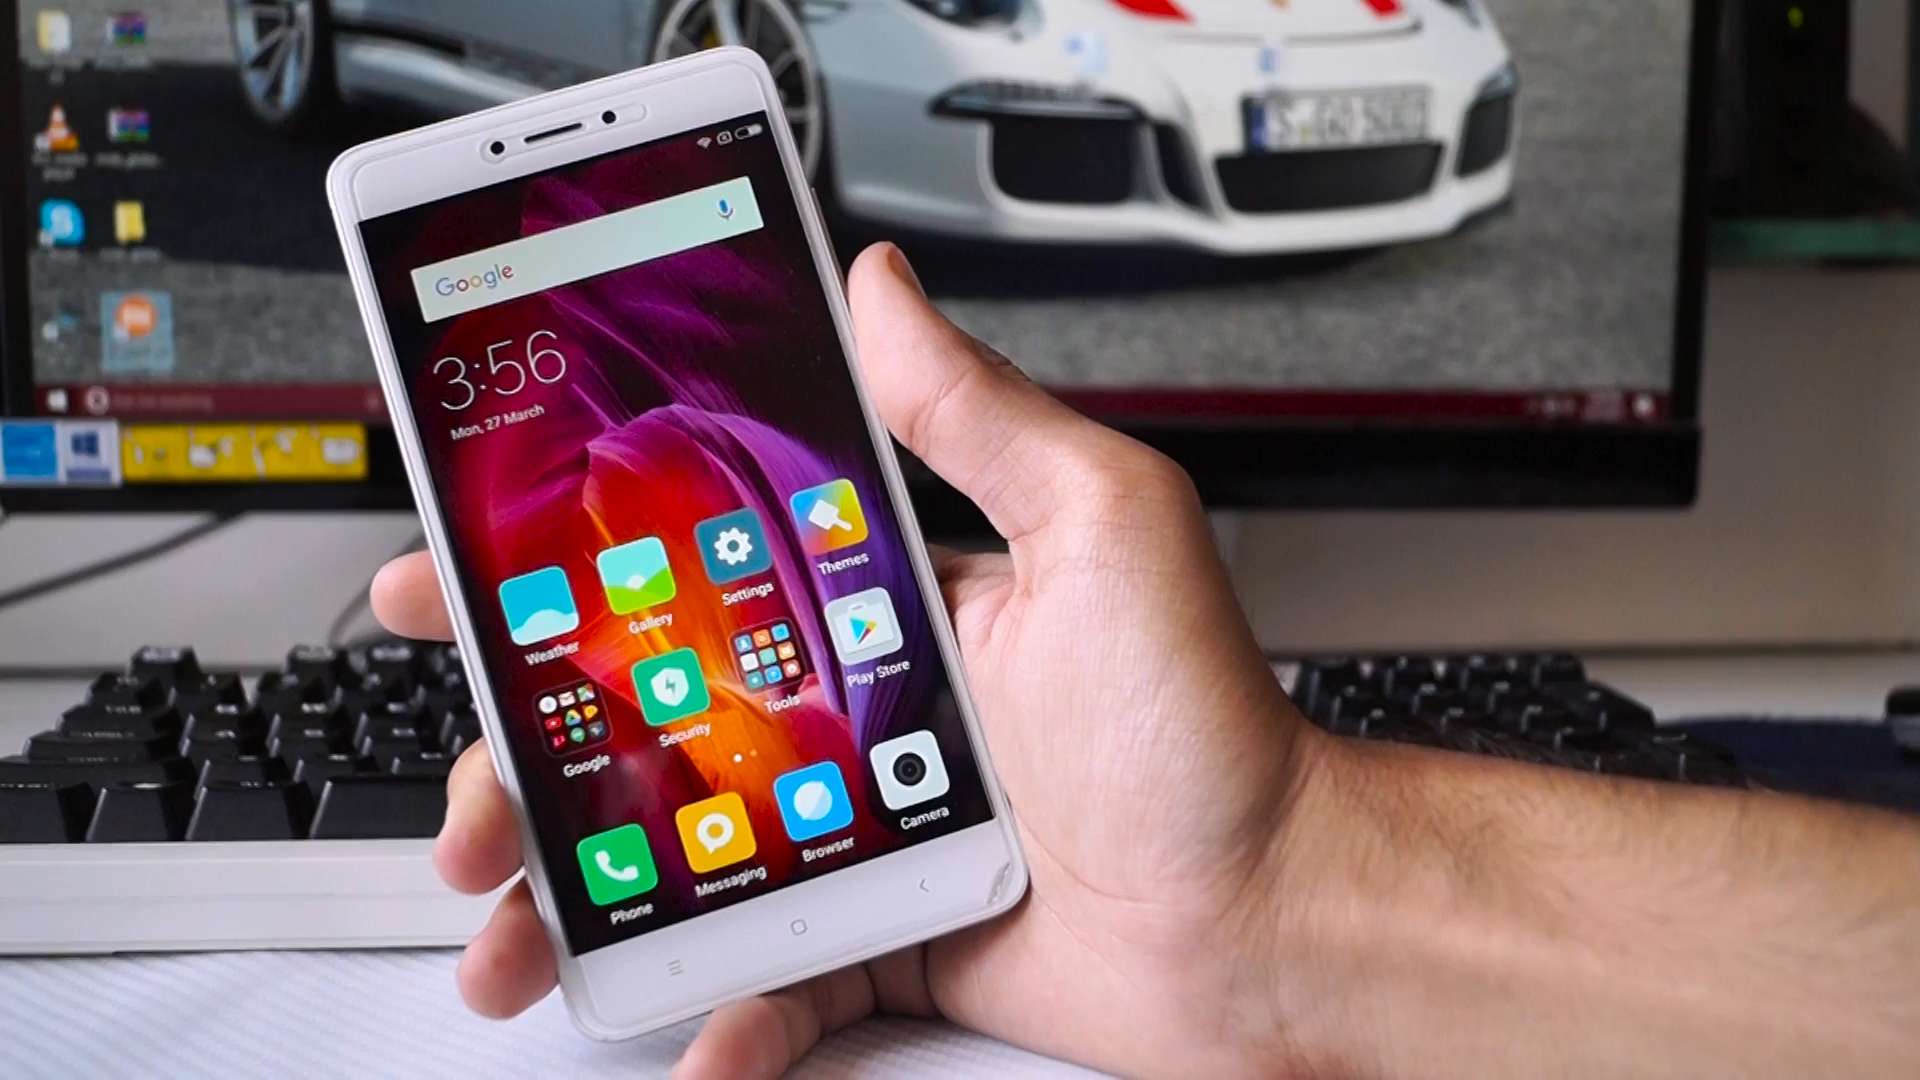 Google
3:56
Mon, 27 March
Weather
Gallery
Settings
Themes
Google
Security
Tools
Play Store
Phone
Messaging
Browser
Camera